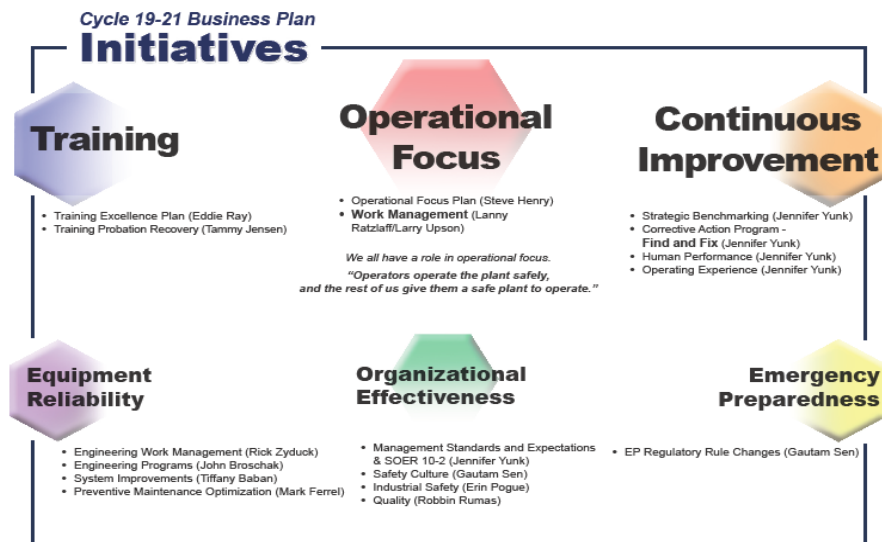 Cycle 19-21 Business Plan
Initiatives
Training
• Training Excellence Plan (Eddie Ray)
• Training Probation Recovery (Tammy Jensen)
Operational
Focus
• Operational Focus Plan (Steve Henry)
• Work Management (Lanny
Ratzlaff/Larry Upson)
We all have a role in operational focus.
“Operators operate the plant safely,
and the rest of us give them a safe plant to operate.”
Continuous
Improvement
• Strategic Benchmarking (Jennifer Yunk)
• Corrective Action Program -
Find and Fix (Jennifer Yunk)
• Human Performance (Jennifer Yunk)
• Operating Experience (Jennifer Yunk)
Equipment
Reliability
• Engineering Work Management (Rick Zyduck)
• Engineering Programs (John Broschak)
• System Improvements (Tiffany Baban)
• Preventive Maintenance Optimization (Mark Ferrel)
Organizational
Effectiveness
• Management Standards and Expectations
& SOER 10-2 (Jennifer Yunk)
• Safety Culture (Gautam Sen)
• Industrial Safety (Erin Pogue)
• Quality (Robbin Rumas)
Emergency
Preparedness
• EP Regulatory Rule Changes (Gautam Sen)